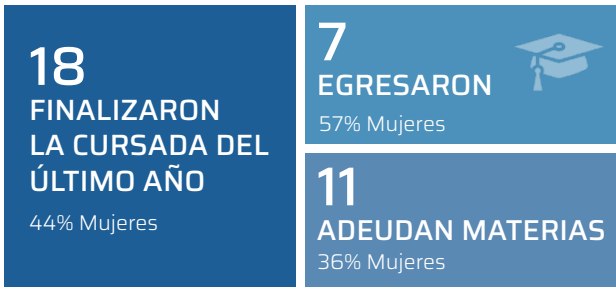 18
FINALIZARON
LA CURSADA DEL
ÚLTIMO AÑO
44% Mujeres
7
EGRESARON
57% Mujeres
11
ADEUDAN MATERIAS
36% Mujeres